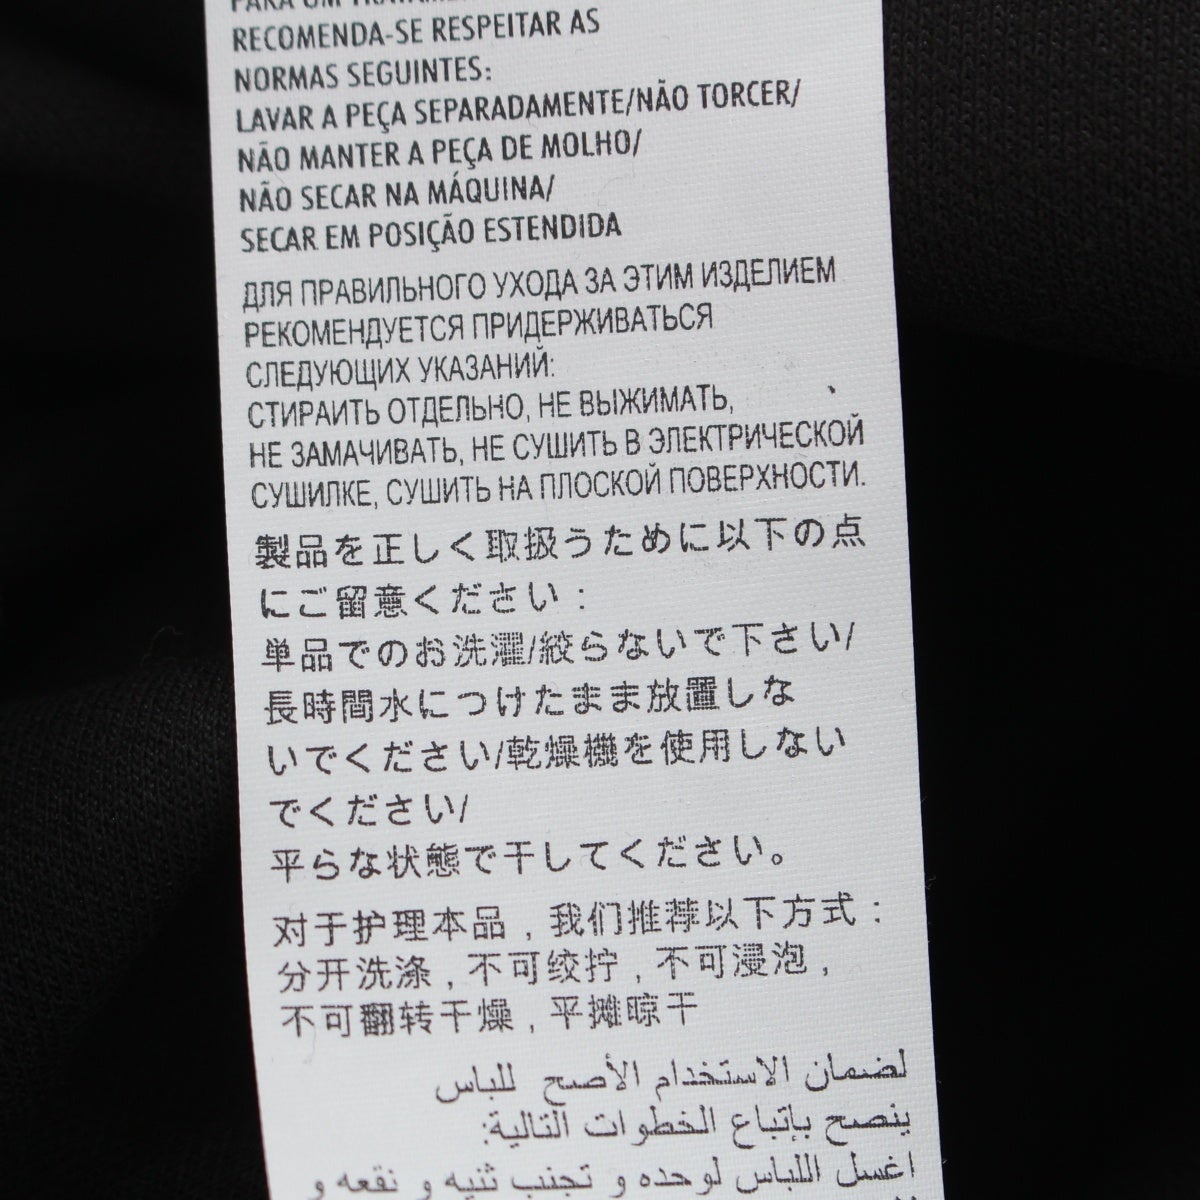 PARA UM
RECOMENDA-SE RESPEITAR AS
NORMAS SEGUINTES:
LAVAR A PEÇA SEPARADAMENTE/NÃO TORCER/
NÃO MANTER A PEÇA DE MOLHO/
NÃO SECAR NA MÁQUINA/
SECAR EM POSIÇÃO ESTENDIDA
ДЛЯ ПРАВИЛЬНОГО УХОДА ЗА ЭТИМ ИЗДЕЛИЕМ
РЕКОМЕНДУЕТСЯ ПРИДЕРЖИВАТЬСЯ
СЛЕДУЮЩИХ УКАЗАНИЙ:
СТИРАИТЬ ОТДЕЛЬНО, НЕ ВЫЖИМАТЬ,
НЕ ЗАМАЧИВАТЬ, НЕ СУШИТЬ В ЭЛЕКТРИЧЕСКОЙ
СУШИЛКЕ, СУШИТЬ НА ПЛОСКОЙ ПОВЕРХНОСТИ.
製品を正しく取扱うために以下の点
にご留意ください：
単品でのお洗濯/絞らないで下さい/
長時間水につけたまま放置しな
いでください/乾燥機を使用しない
でください/
平らな状態で干してください。
对于护理本品，我们推荐以下方式：
分开洗涤，不可绞拧，不可浸泡，
不可翻转干燥，平摊晾干
لضمان الاستخدام الأصح للباس
ينصح بإتباع الخطوات التالية:
اغسل اللباس لوحده و تجنب ثنيه و نقعه و